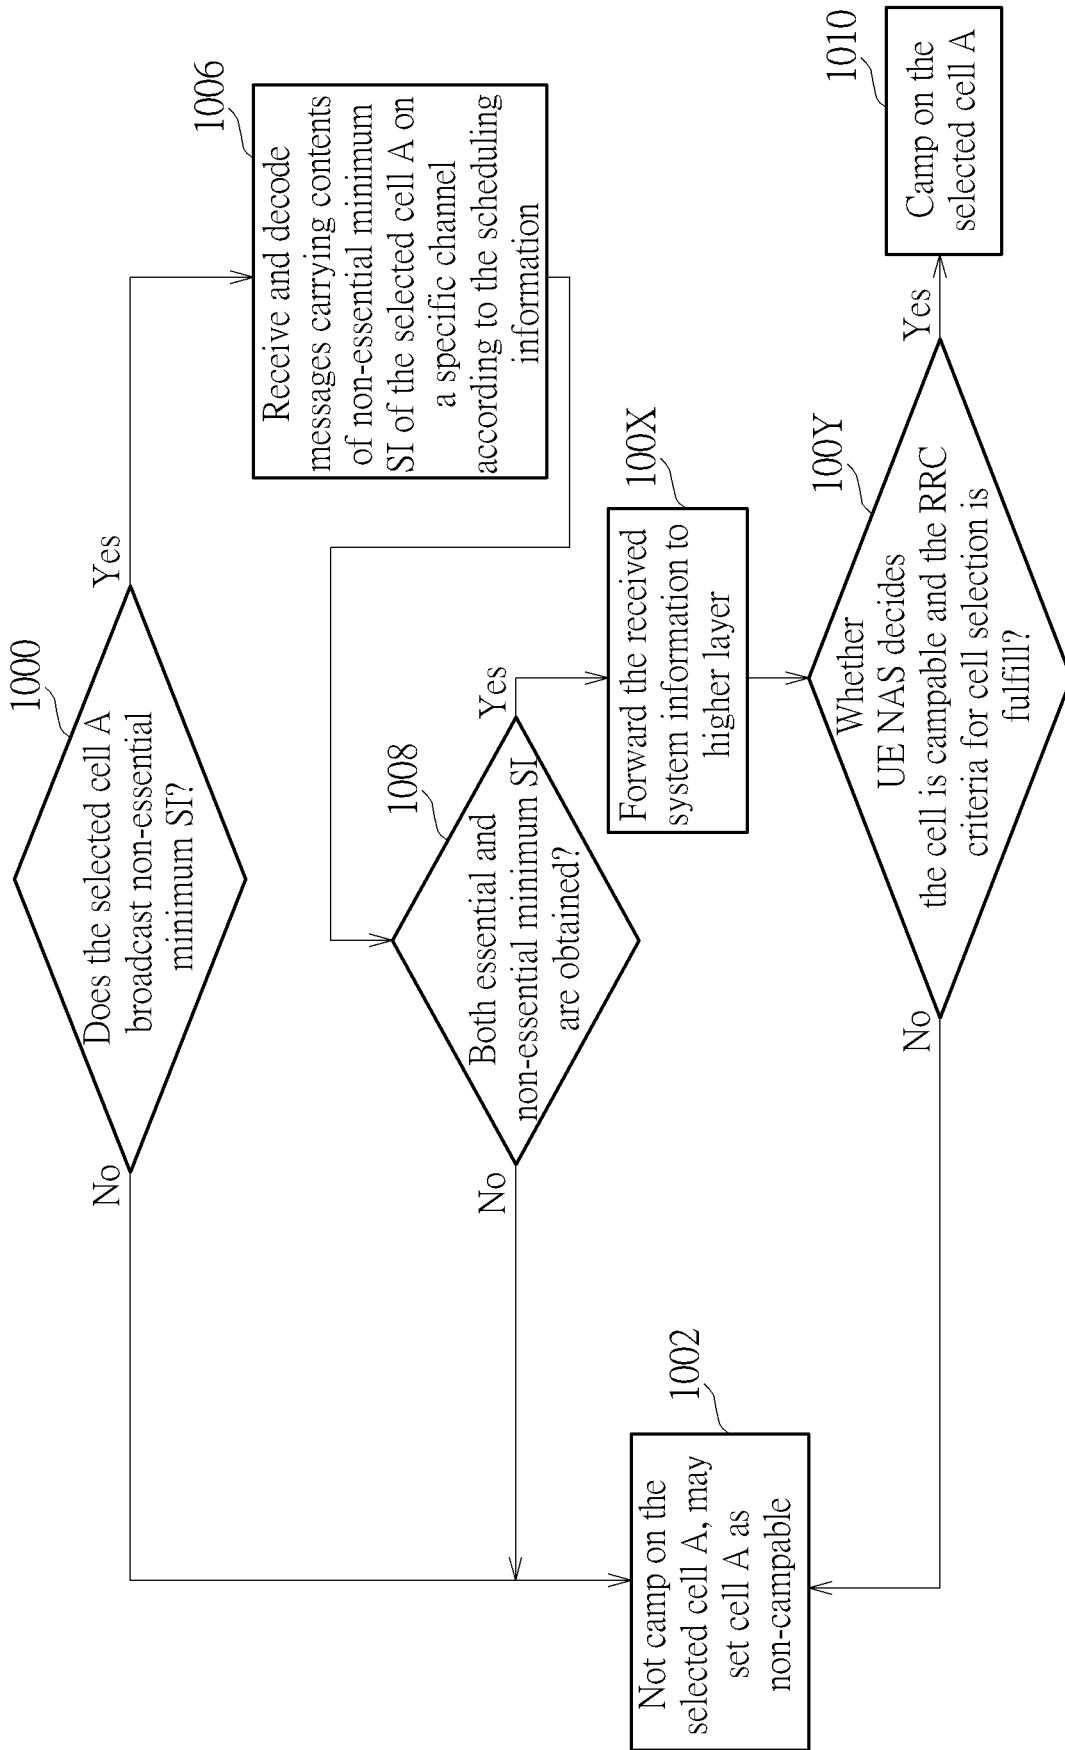 1000
Does the selected cell A
broadcast non-essential
minimum SI?
No
Yes
1006
Receive and decode
messages carrying contents
of non-essential minimum
SI of the selected cell A on
a specific channel
according to the scheduling
information
1008
Both essential and
non-essential minimum SI
are obtained?
No
Yes
100X
Forward the received
system information to
higher layer
1002
Not camp on the
selected cell A, may
set cell A as
non-campable
100Y
Whether
UE NAS decides
the cell is campable and the RRC
criteria for cell selection is
fulfill?
No
Yes
1010
Camp on the
selected cell A